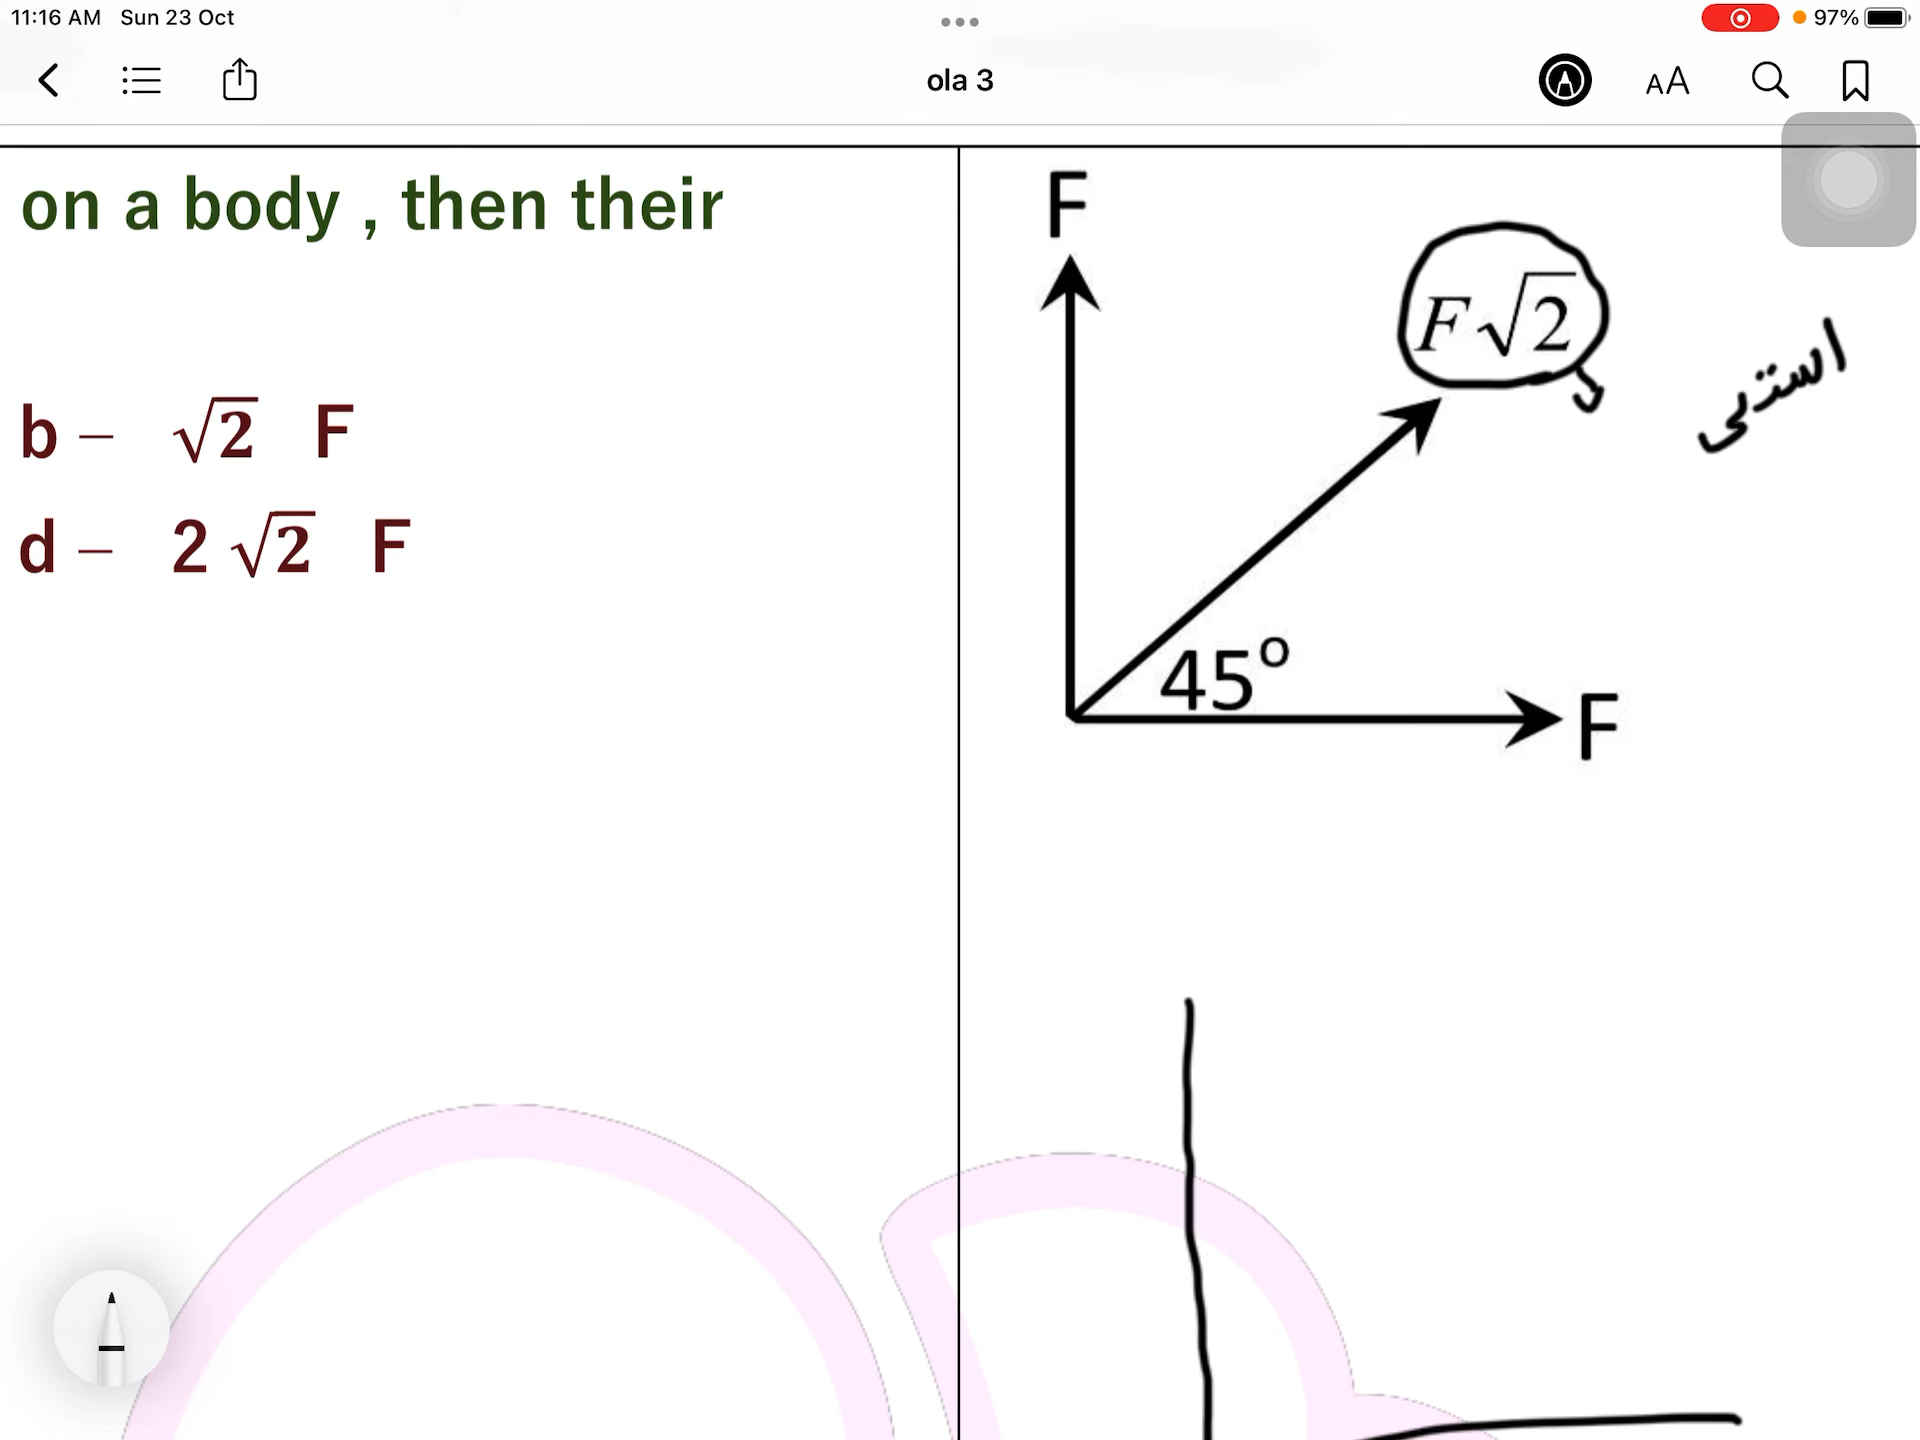 11:16 AM Sun 23 Oct
97%
ola 3
AA
on a body , then their
b – √2 F
d – 2 √2 F
F
F√2
45°
F